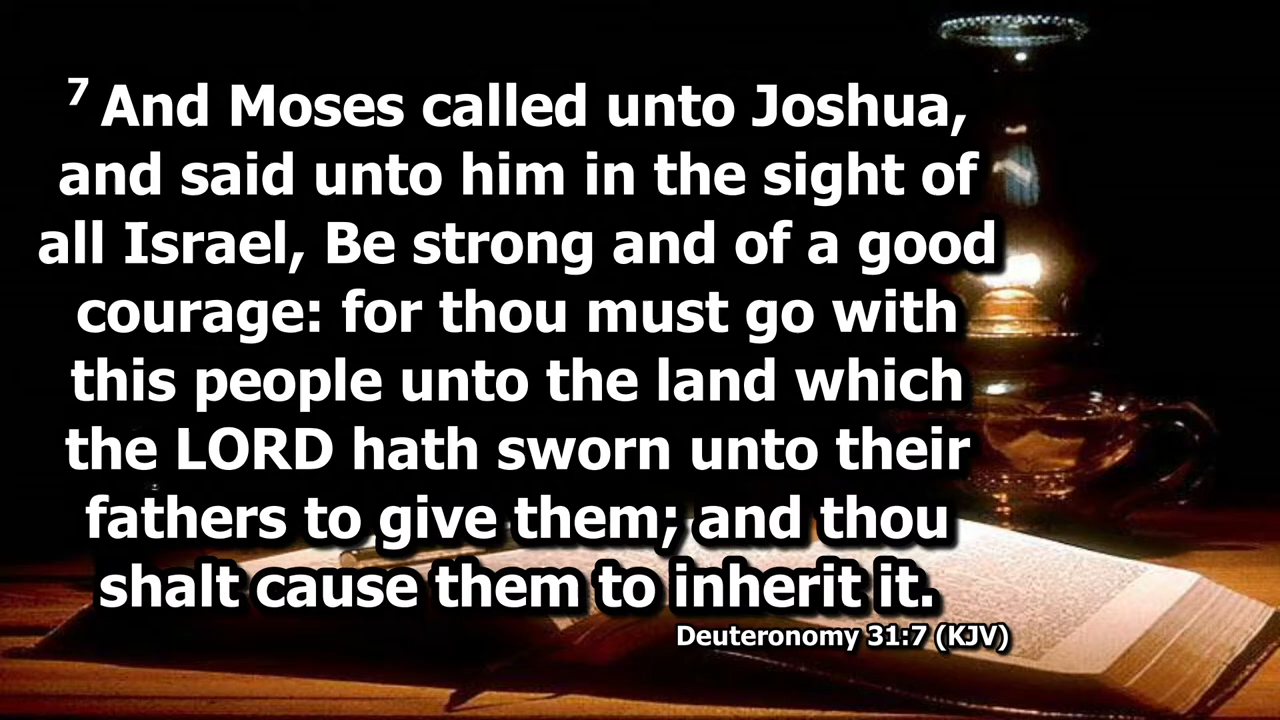 7 And Moses called unto Joshua,
and said unto him in the sight of
all Israel, Be strong and of a good
courage: for thou must go with
this people unto the land which
the LORD hath sworn unto their
fathers to give them; and thou
shalt cause them to inherit it.
Deuteronomy 31:7 (KJV)